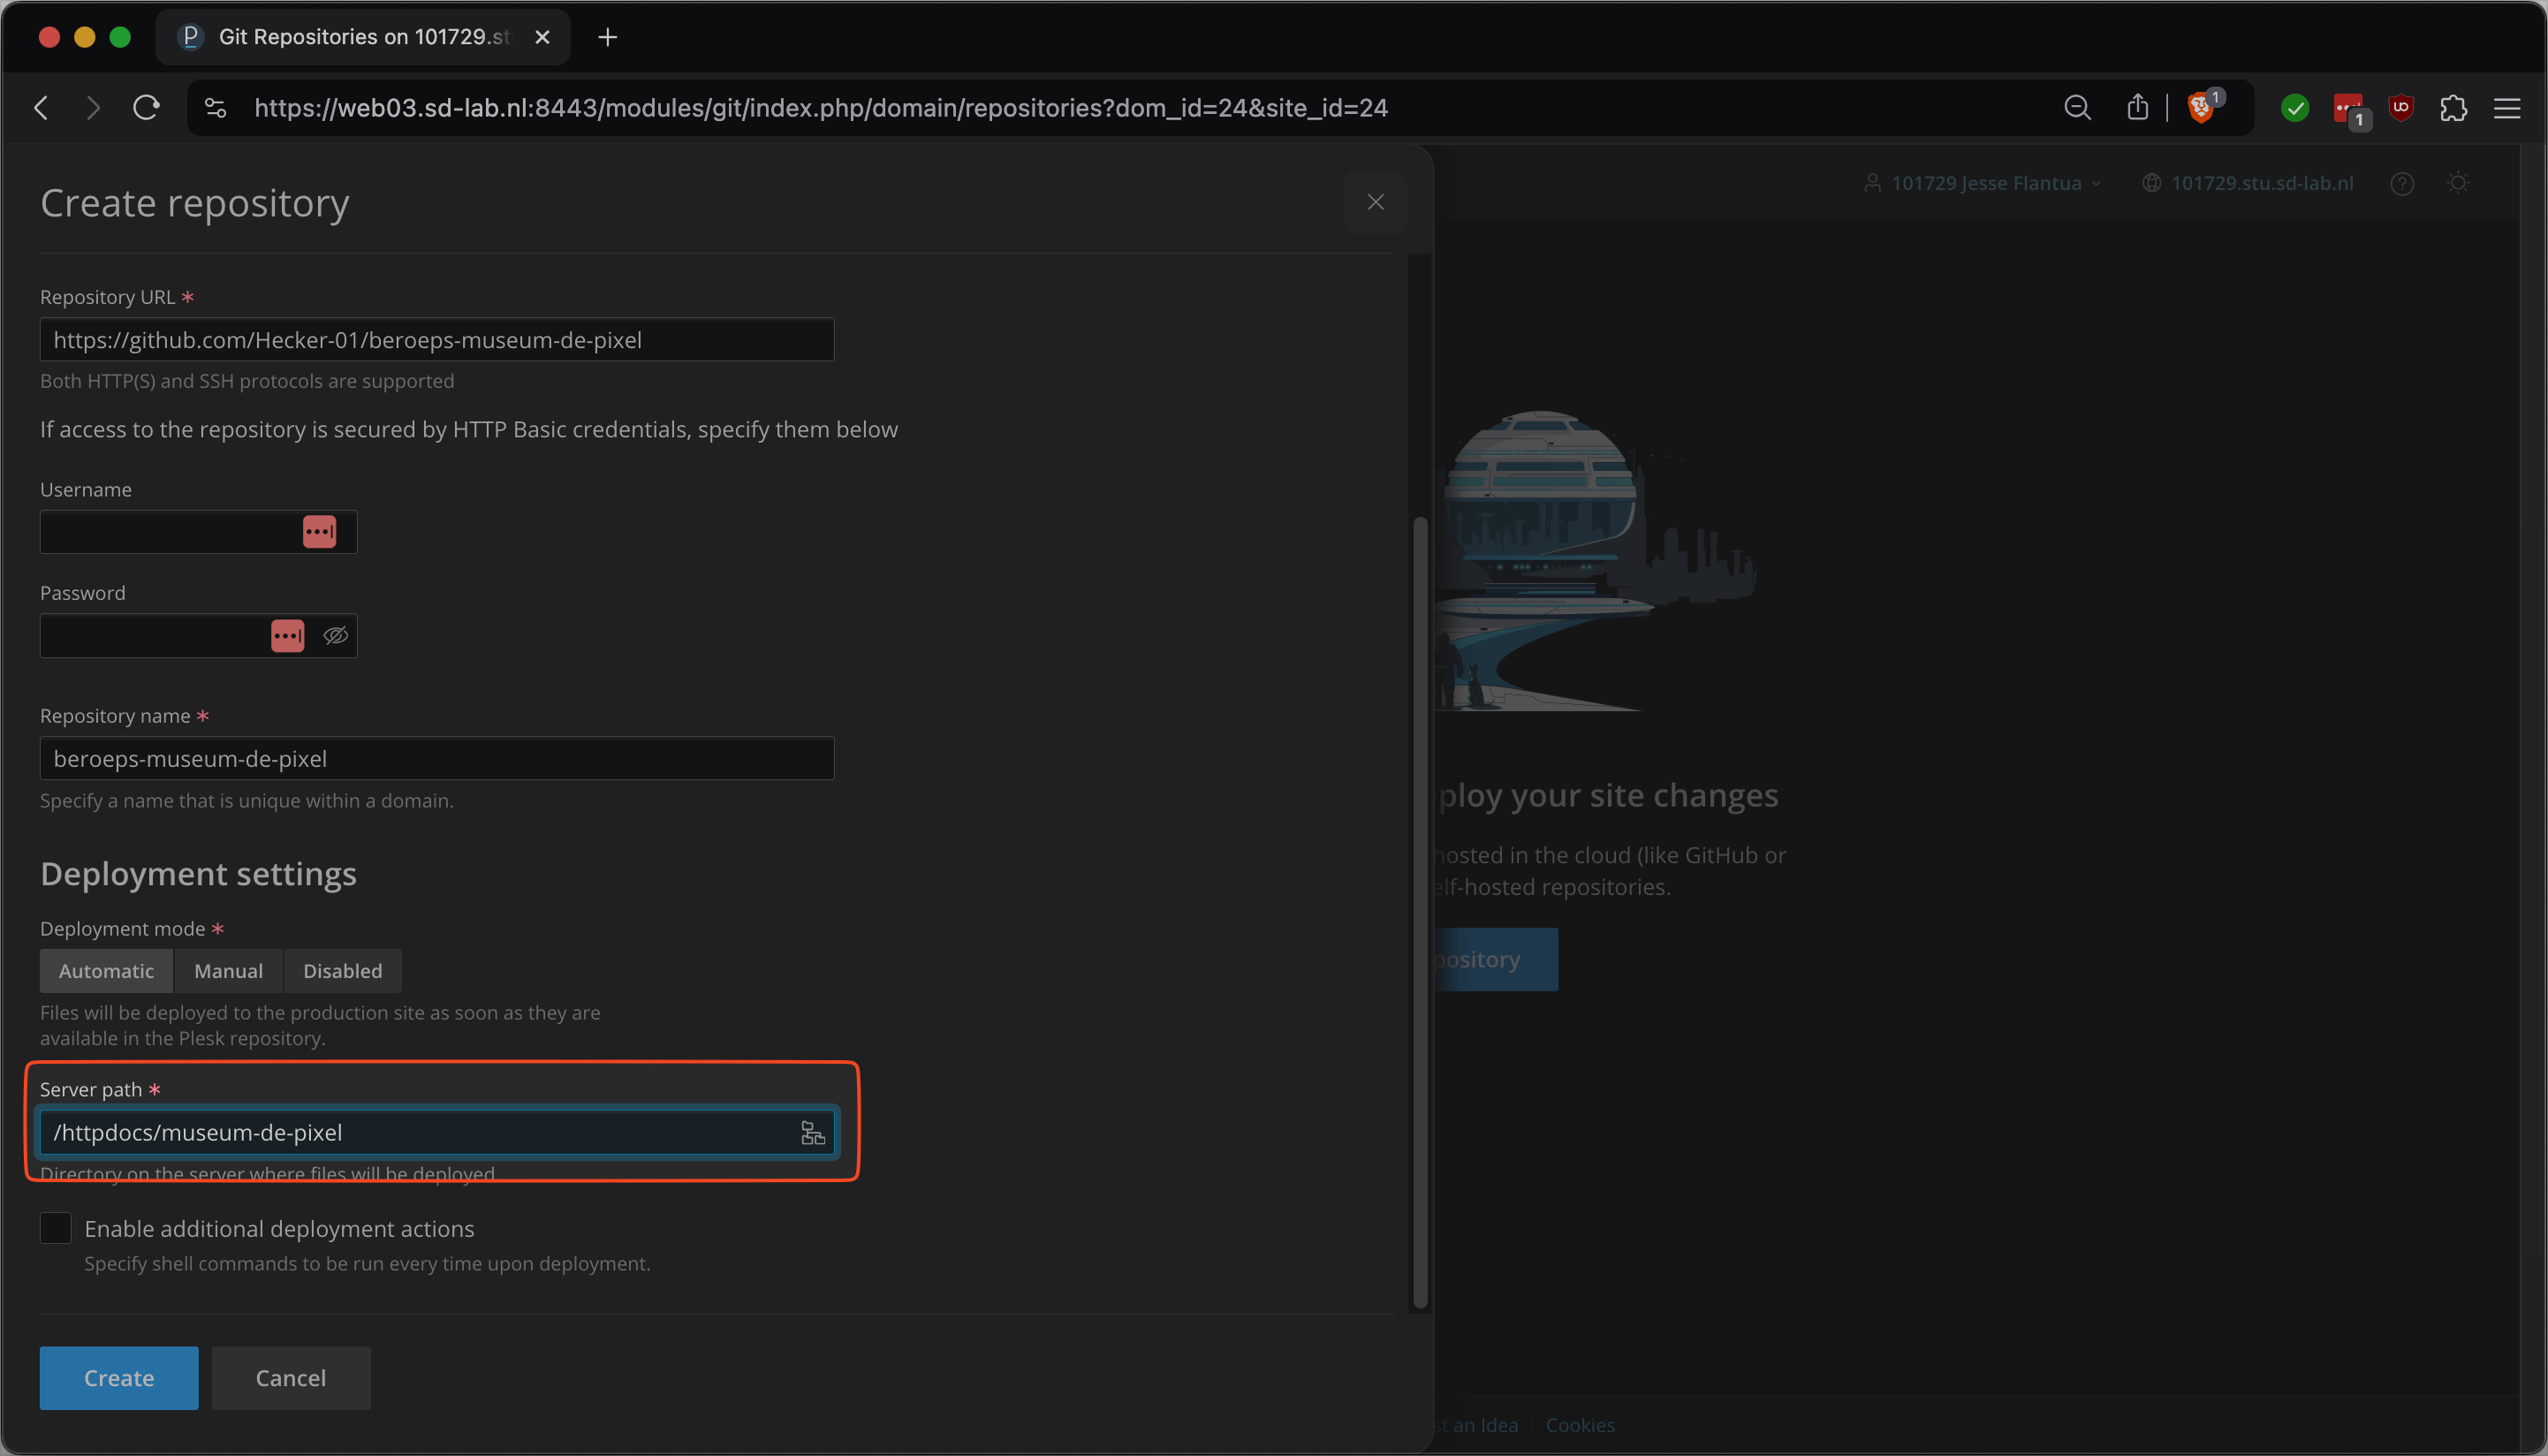 Git Repositories on 101729.st
https://web03.sd-lab.nl:8443/modules/git/index.php/domain/repositories?dom_id=24&site_id=24
1
1
Create repository
101729 Jesse Flantua
101729.stu.sd-lab.nl
Repository URL *
https://github.com/Hecker-01/beroeps-museum-de-pixel
Both HTTP(S) and SSH protocols are supported
If access to the repository is secured by HTTP Basic credentials, specify them below
Username
Password
Repository name *
beroeps-museum-de-pixel
Specify a name that is unique within a domain.
Deployment settings
Deployment mode *
Automatic Manual Disabled
Files will be deployed to the production site as soon as they are
available in the Plesk repository.
Server path *
/httpdocs/museum-de-pixel
Directory on the server where files will be deployed.
Enable additional deployment actions
Specify shell commands to be run every time upon deployment.
Create Cancel
ploy your site changes
hosted in the cloud (like GitHub or
elf-hosted repositories.
pository
st an Idea Cookies